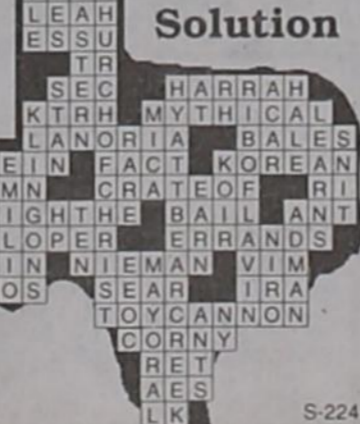 Solution
LEAH
ESSU
TR
SEC HARRAH
KTRH MYTHICAL
LANORIA BALES
EIN FACT KOREAN
MN CRATEOF RI
IGHTHE BAIL ANT
LOPER ERRANDS
IN NIEMAN VIM
OS SEAR IRA
TOYCANNON
CORNY
RET
AES
LK
S-224